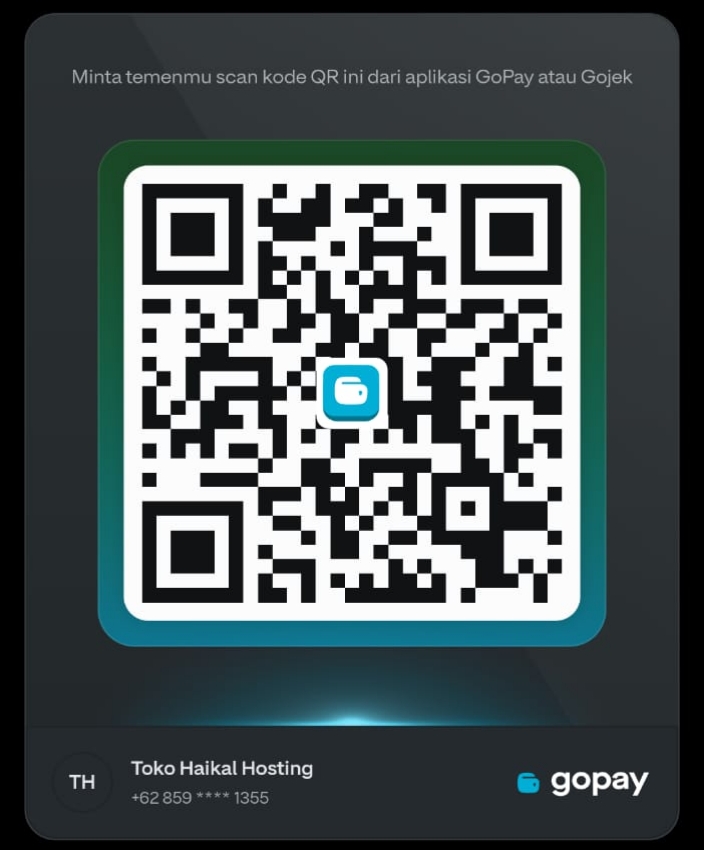 Minta temenmu scan kode QR ini dari aplikasi GoPay atau Gojek
TH
Toko Haikal Hosting
+62 859 **** 1355
gopay